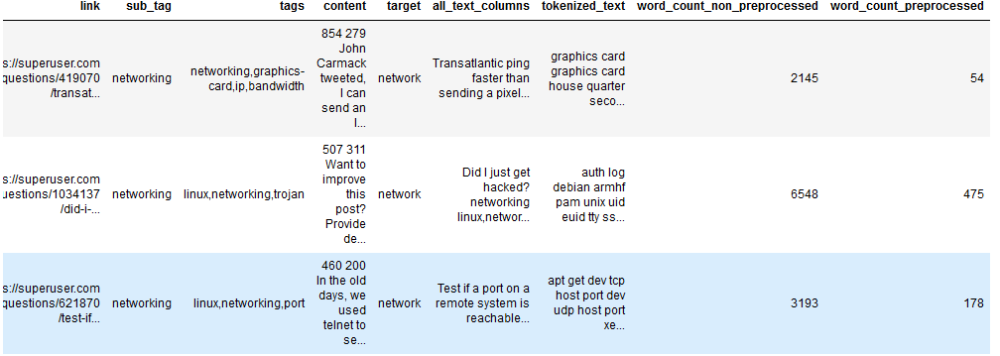 link sub_tag tags content target all_text_columns tokenized_text word_count_non_preprocessed word_count_preprocessed
s://superuser.com
questions/419070
/transat...
networking
networking,graphics-
card,ip,bandwidth
854 279
John
Carmack
tweeted,
I can
send an
I...
network
Transatlantic ping
faster than
sending a pixel...
graphics card
graphics card
house quarter
seco...
2145
54
s://superuser.com
uestions/1034137
/did-i-...
networking
linux,networking,trojan
507 311
Want to
improve
this
post?
Provide
de...
network
Did I just get
hacked?
networking
linux,networ...
auth log
debian armhf
pam unix uid
euid tty ss...
6548
475
s://superuser.com
questions/621870
/test-if...
networking
linux,networking,port
460 200
In the old
days, we
used
telnet to
se...
network
Test if a port on a
remote system is
reachable...
apt get dev tcp
host port dev
udp host port
xe...
3193
178